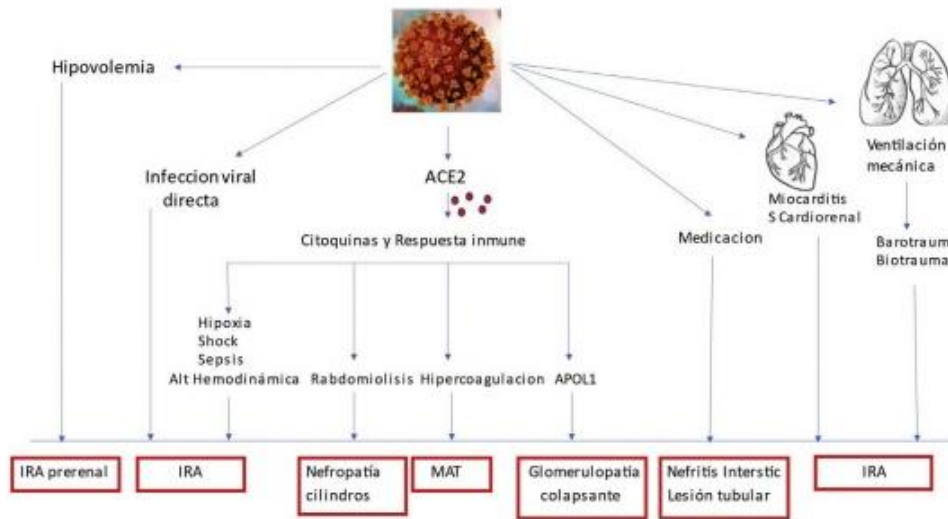 Hipovolemia
Infeccion viral
directa
ACE2
Citoquinas y Respuesta inmune
Medicacion
Miocarditis
S Cardiorenal
Ventilación
mecánica
Barotraum
Biotrauma
Hipoxia
Shock
Sepsis
Alt Hemodinámica
Rabdomiolisis
Hipercoagulacion
APOL1
IRA prerenal
IRA
Nefropatía
cilindros
MAT
Glomerulopatía
colapsante
Nefritis Interstic
Lesión tubular
IRA